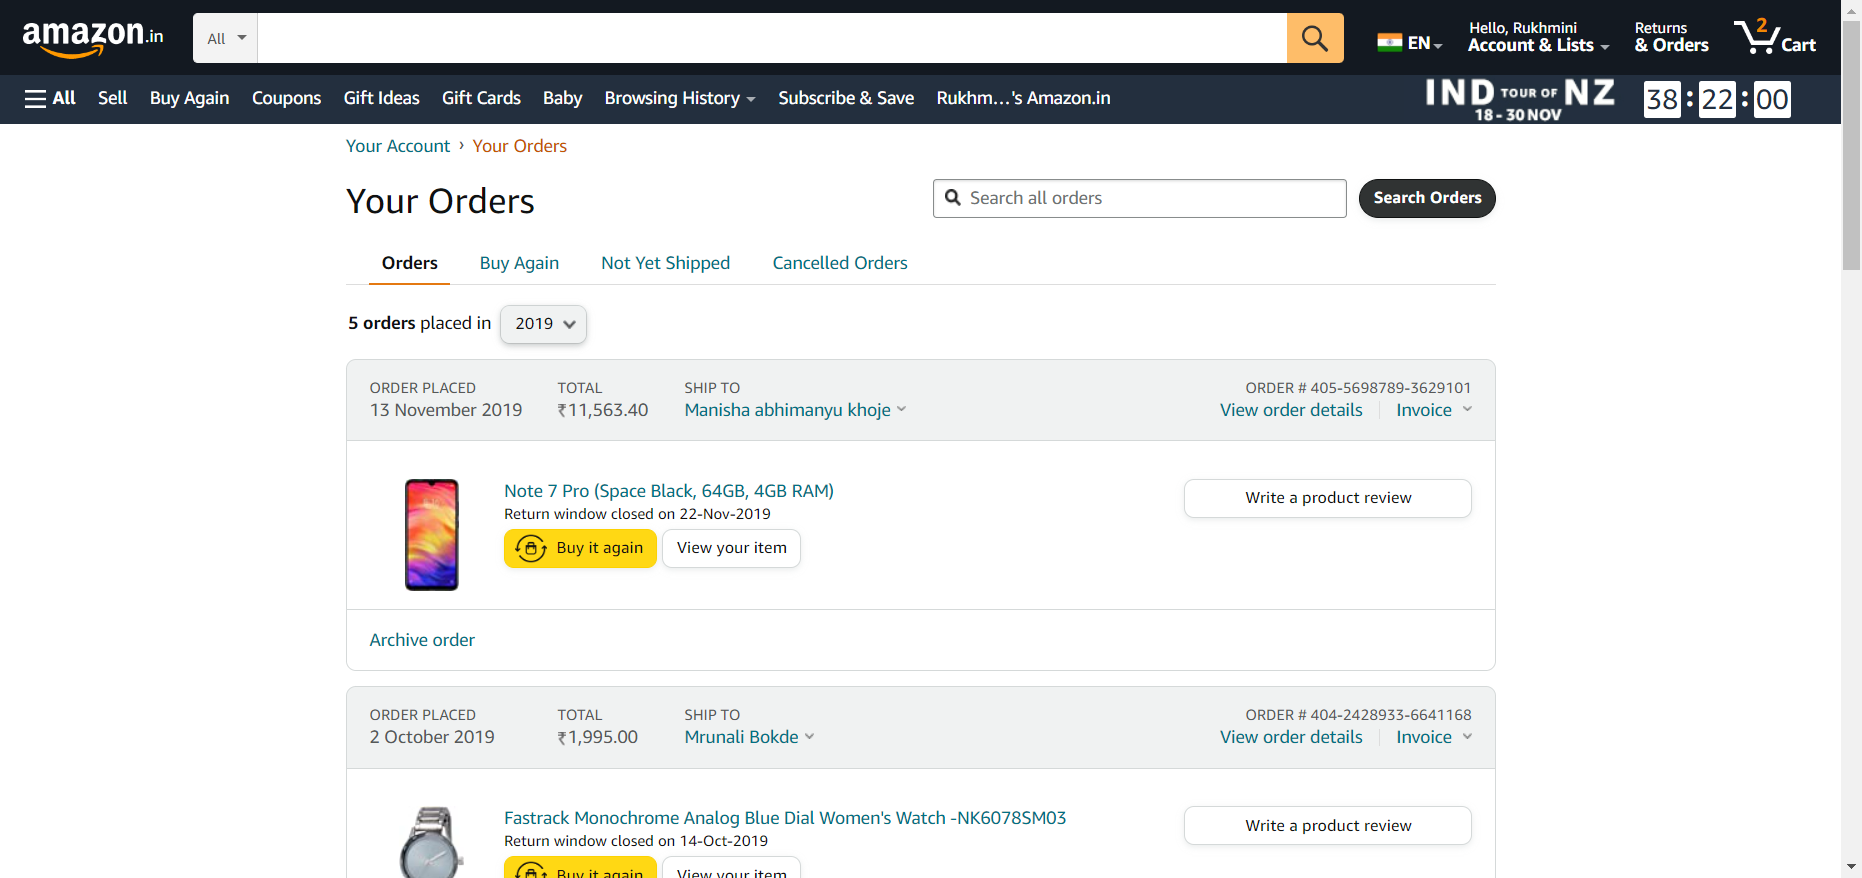 amazon.in
All
EN
Hello, Rukhmini
Account & Lists
Returns
& Orders
2
Cart
All
Sell
Buy Again
Coupons
Gift Ideas
Gift Cards
Baby
Browsing History
Subscribe & Save
Rukhm...'s Amazon.in
IND TOUR OF NZ
18 - 30 NOV
38:22:00
Your Account › Your Orders
Your Orders
Search all orders
Search Orders
Orders
Buy Again
Not Yet Shipped
Cancelled Orders
5 orders placed in 2019
ORDER PLACED
13 November 2019
TOTAL
₹11,563.40
SHIP TO
Manisha abhimanyu khoje
ORDER # 405-5698789-3629101
View order details
Invoice
Note 7 Pro (Space Black, 64GB, 4GB RAM)
Return window closed on 22-Nov-2019
Buy it again
View your item
Write a product review
Archive order
ORDER PLACED
2 October 2019
TOTAL
₹1,995.00
SHIP TO
Mrunali Bokde
ORDER # 404-2428933-6641168
View order details
Invoice
Fastrack Monochrome Analog Blue Dial Women's Watch -NK6078SM03
Return window closed on 14-Oct-2019
Buy it again
View your item
Write a product review